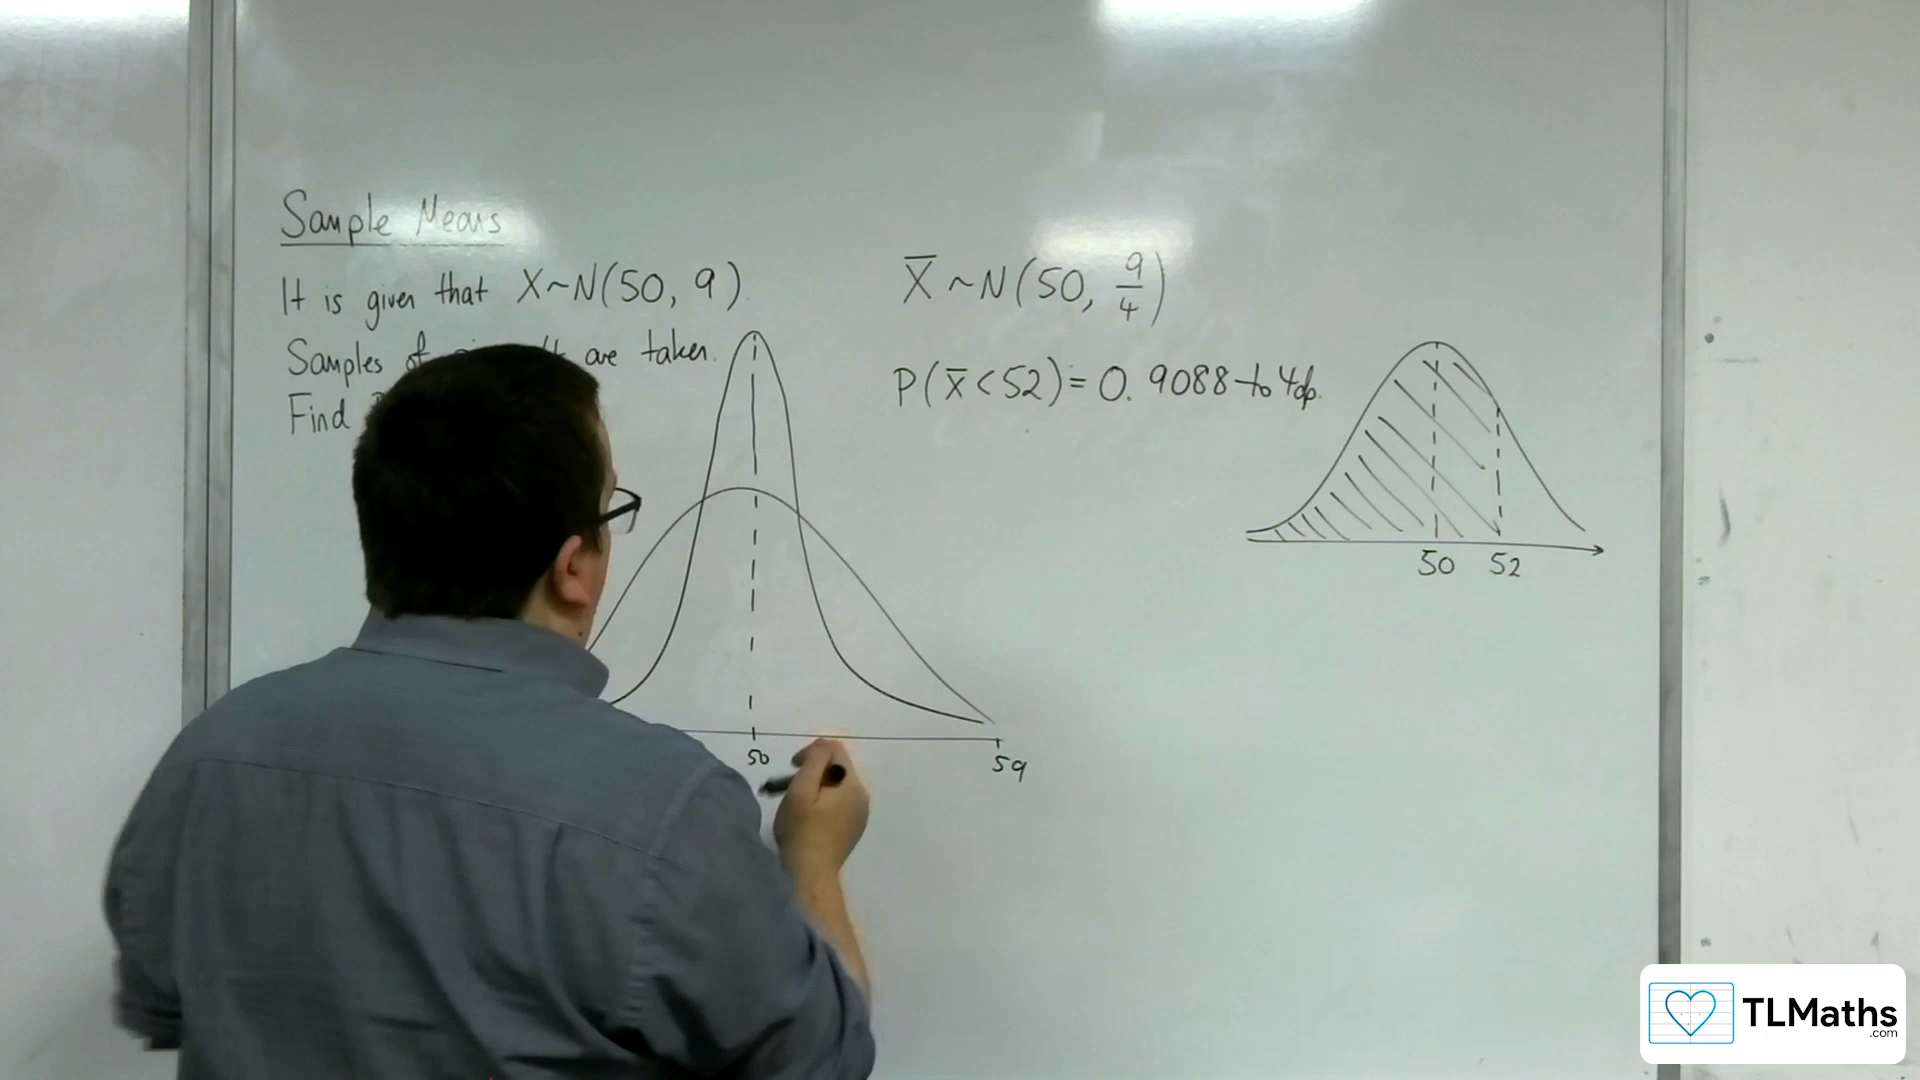 Sample Means
It is given that X~N(50, 9)
Samples of are taken.
Find
X̄ ~N(50, 9/4)
P(X̄<52)= 0.9088 to 4dp.
50 59
50 52
TLMaths
.com